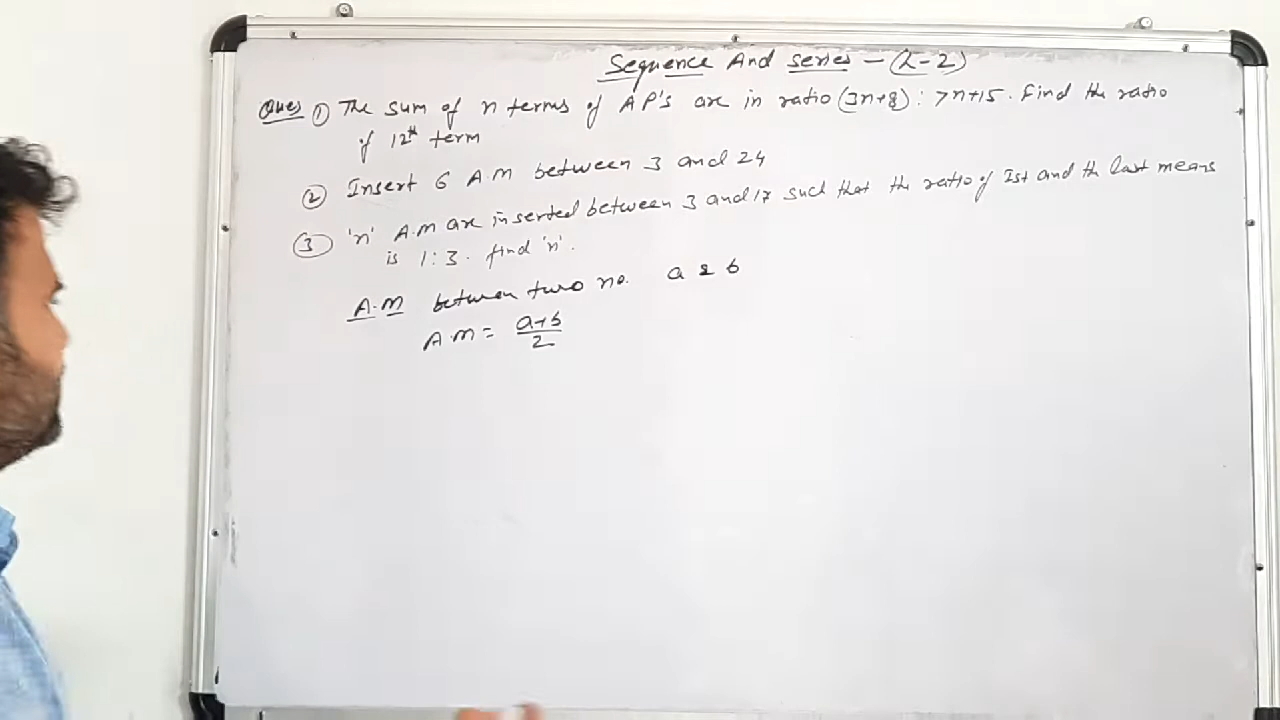 Sequence And series - (L-2)
Ques ① The sum of n terms of AP's are in ratio (3n+8) : 7n+15. Find the ratio
of 12th term
② Insert 6 A.M between 3 and 24
③ 'n' A.M are inserted between 3 and 17 such that the ratio of Ist and the last means
is 1:3. find 'n'.
A.M between two no. a & b
A.M = a+b/2